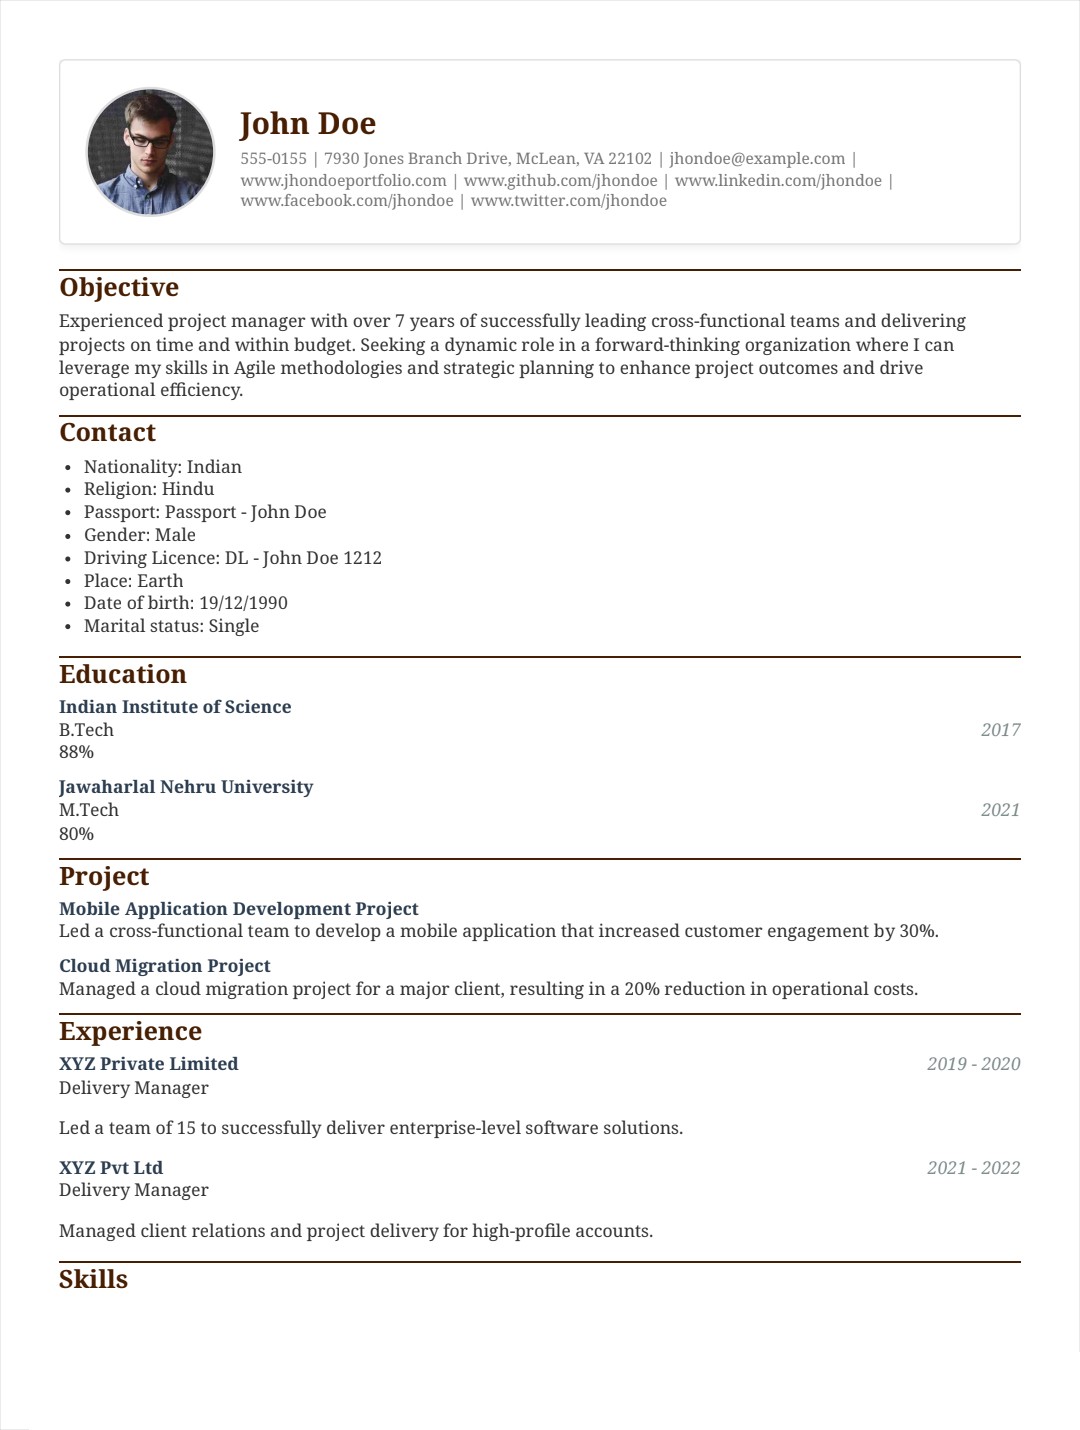 John Doe
555-0155 | 7930 Jones Branch Drive, McLean, VA 22102 | jhondoe@example.com |
www.jhondoeportfolio.com | www.github.com/jhondoe | www.linkedin.com/jhondoe |
www.facebook.com/jhondoe | www.twitter.com/jhondoe
Objective
Experienced project manager with over 7 years of successfully leading cross-functional teams and delivering
projects on time and within budget. Seeking a dynamic role in a forward-thinking organization where I can
leverage my skills in Agile methodologies and strategic planning to enhance project outcomes and drive
operational efficiency.
Contact
• Nationality: Indian
• Religion: Hindu
• Passport: Passport - John Doe
• Gender: Male
• Driving Licence: DL - John Doe 1212
• Place: Earth
• Date of birth: 19/12/1990
• Marital status: Single
Education
Indian Institute of Science
B.Tech 2017
88%
Jawaharlal Nehru University
M.Tech 2021
80%
Project
Mobile Application Development Project
Led a cross-functional team to develop a mobile application that increased customer engagement by 30%.
Cloud Migration Project
Managed a cloud migration project for a major client, resulting in a 20% reduction in operational costs.
Experience
XYZ Private Limited 2019 - 2020
Delivery Manager
Led a team of 15 to successfully deliver enterprise-level software solutions.
XYZ Pvt Ltd 2021 - 2022
Delivery Manager
Managed client relations and project delivery for high-profile accounts.
Skills